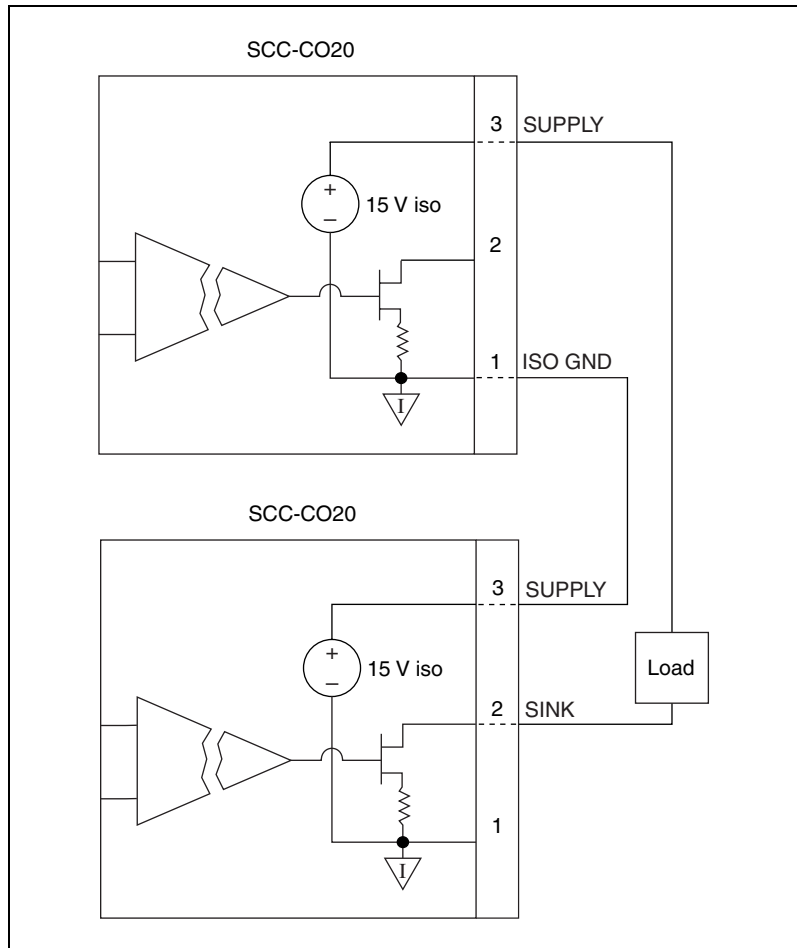 SCC-CO20
3 SUPPLY
+
–
15 V iso
2
1 ISO GND
I
SCC-CO20
3 SUPPLY
+
–
15 V iso
Load
2 SINK
1
I